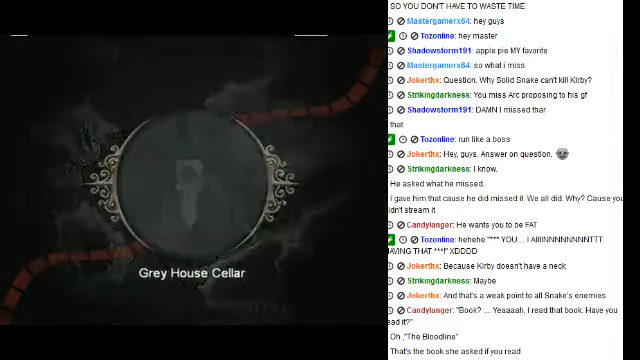 Grey House Cellar
SO YOU DON'T HAVE TO WASTE TIME
Mastergamerx64: hey guys
Tozonline: hey master
Shadowstorm191: apple pie MY favorite
Mastergamerx64: so what i miss
Jokerthx: Question. Why Solid Snake can't kill Kirby?
Strikingdarkness: You miss Arc proposing to his gf
Shadowstorm191: DAMN I missed thar
that
Tozonline: run like a boss
Jokerthx: Hey, guys. Answer on question.
Strikingdarkness: I know.
He asked what he missed.
I gave him that cause he did missed it. We all did. Why? Cause you
idn't stream it
Candylanger: He wants you to be FAT
Tozonline: hehehe "*** YOU.... I AIIIINNNNNNNNTTT
AVING THAT ***!" XDDDD
Jokerthx: Because Kirby doesn't have a neck
Strikingdarkness: Maybe
Jokerthx: And that's a weak point to all Snake's enemies
Candylanger: "Book? .... Yeaaaah, I read that book. Have you
ead it?"
Oh ,"The Bloodline"
That's the book she asked if you read